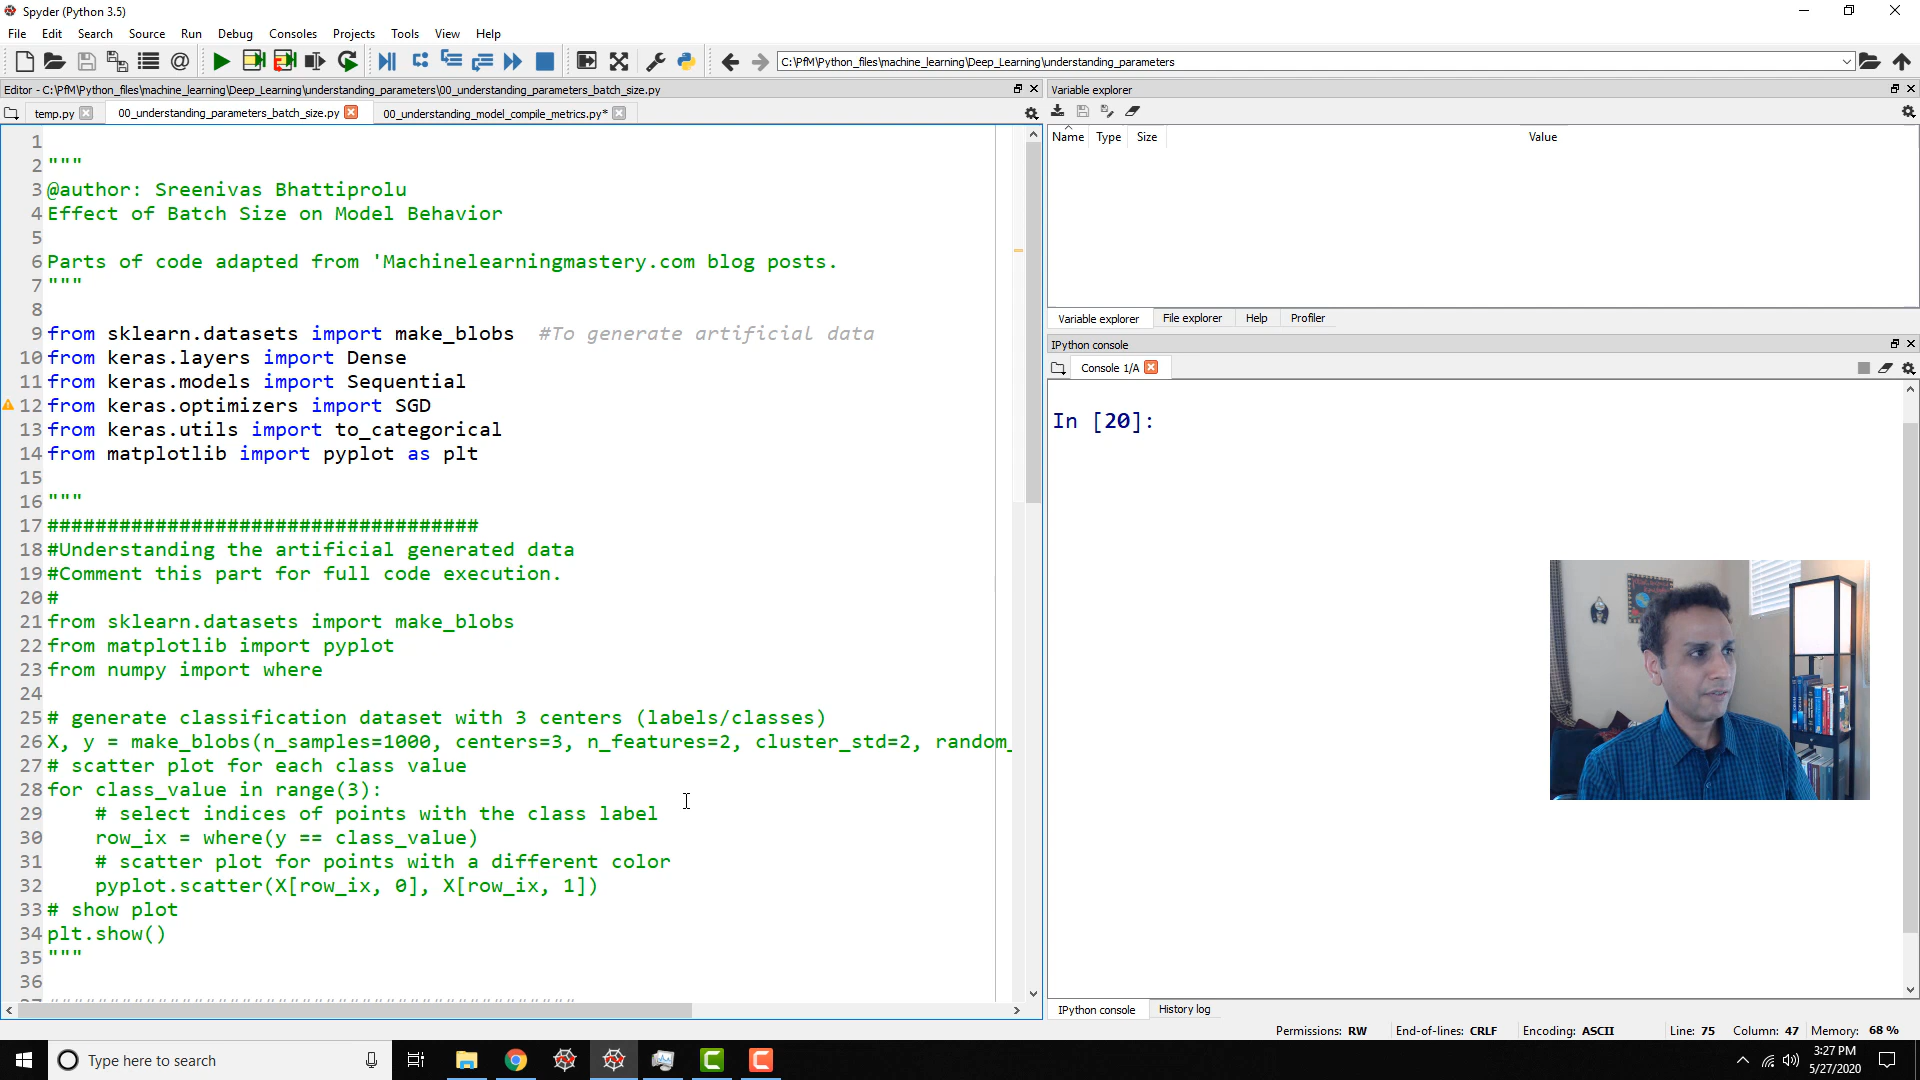 Spyder (Python 3.5)
File Edit Search Source Run Debug Consoles Projects Tools View Help
C:\PfM\Python_files\machine_learning\Deep_Learning\understanding_parameters
Editor - C:\PfM\Python_files\machine_learning\Deep_Learning\understanding_parameters\00_understanding_parameters_batch_size.py
temp.py 00_understanding_parameters_batch_size.py 00_understanding_model_compile_metrics.py*
1
2 """
3 @author: Sreenivas Bhattiprolu
4 Effect of Batch Size on Model Behavior
5
6 Parts of code adapted from 'Machinelearningmastery.com blog posts.
7 """
8
9 from sklearn.datasets import make_blobs  #To generate artificial data
10 from keras.layers import Dense
11 from keras.models import Sequential
12 from keras.optimizers import SGD
13 from keras.utils import to_categorical
14 from matplotlib import pyplot as plt
15
16 """
17 ####################################
18 #Understanding the artificial generated data
19 #Comment this part for full code execution.
20 #
21 from sklearn.datasets import make_blobs
22 from matplotlib import pyplot
23 from numpy import where
24
25 # generate classification dataset with 3 centers (labels/classes)
26 X, y = make_blobs(n_samples=1000, centers=3, n_features=2, cluster_std=2, random_
27 # scatter plot for each class value
28 for class_value in range(3):
29     # select indices of points with the class label
30     row_ix = where(y == class_value)
31     # scatter plot for points with a different color
32     pyplot.scatter(X[row_ix, 0], X[row_ix, 1])
33 # show plot
34 plt.show()
35 """
36
Variable explorer
Name Type Size Value
Variable explorer File explorer Help Profiler
IPython console
Console 1/A
In [20]:
IPython console History log
Permissions: RW End-of-lines: CRLF Encoding: ASCII Line: 75 Column: 47 Memory: 68 %
Type here to search
3:27 PM
5/27/2020